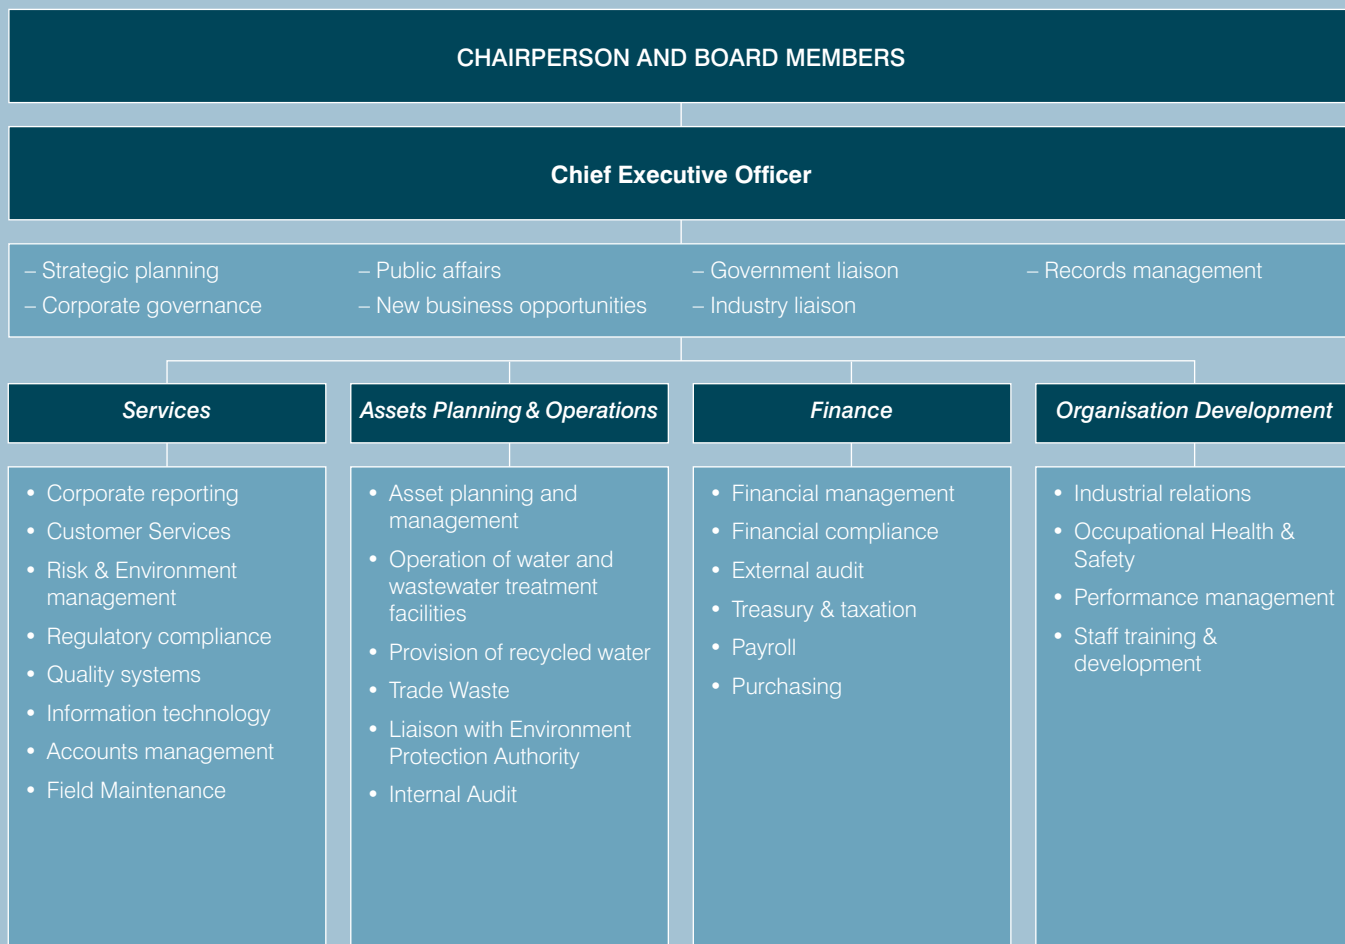 CHAIRPERSON AND BOARD MEMBERS
Chief Executive Officer
– Strategic planning
– Corporate governance
– Public affairs
– New business opportunities
– Government liaison
– Industry liaison
– Records management
Services
• Corporate reporting
• Customer Services
• Risk & Environment
management
• Regulatory compliance
• Quality systems
• Information technology
• Accounts management
• Field Maintenance
Assets Planning & Operations
• Asset planning and
management
• Operation of water and
wastewater treatment
facilities
• Provision of recycled water
• Trade Waste
• Liaison with Environment
Protection Authority
• Internal Audit
Finance
• Financial management
• Financial compliance
• External audit
• Treasury & taxation
• Payroll
• Purchasing
Organisation Development
• Industrial relations
• Occupational Health &
Safety
• Performance management
• Staff training &
development